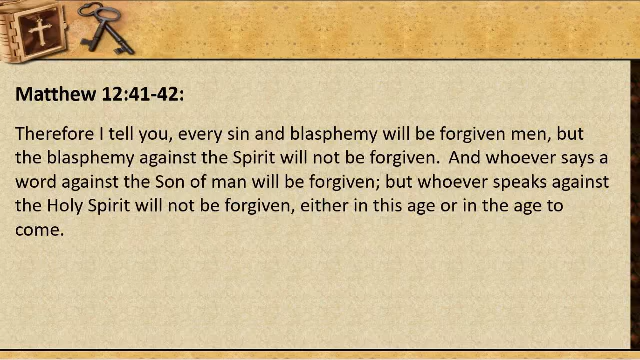 Matthew 12:41-42:
Therefore I tell you, every sin and blasphemy will be forgiven men, but
the blasphemy against the Spirit will not be forgiven.  And whoever says a
word against the Son of man will be forgiven; but whoever speaks against
the Holy Spirit will not be forgiven, either in this age or in the age to
come.